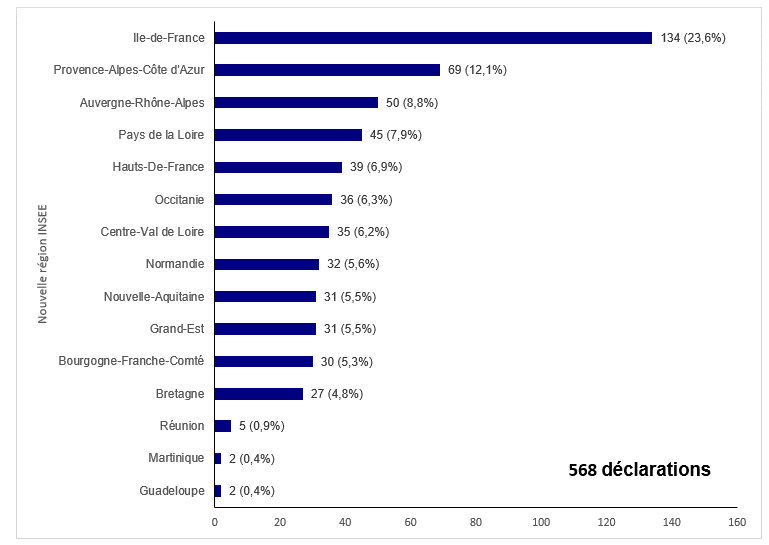 Ile-de-France 134 (23,6%)
Provence-Alpes-Côte d'Azur 69 (12,1%)
Auvergne-Rhône-Alpes 50 (8,8%)
Pays de la Loire 45 (7,9%)
Hauts-De-France 39 (6,9%)
Occitanie 36 (6,3%)
Centre-Val de Loire 35 (6,2%)
Normandie 32 (5,6%)
Nouvelle-Aquitaine 31 (5,5%)
Grand-Est 31 (5,5%)
Bourgogne-Franche-Comté 30 (5,3%)
Bretagne 27 (4,8%)
Réunion 5 (0,9%)
Martinique 2 (0,4%)
Guadeloupe 2 (0,4%)
Nouvelle région INSEE
568 déclarations
0 20 40 60 80 100 120 140 160